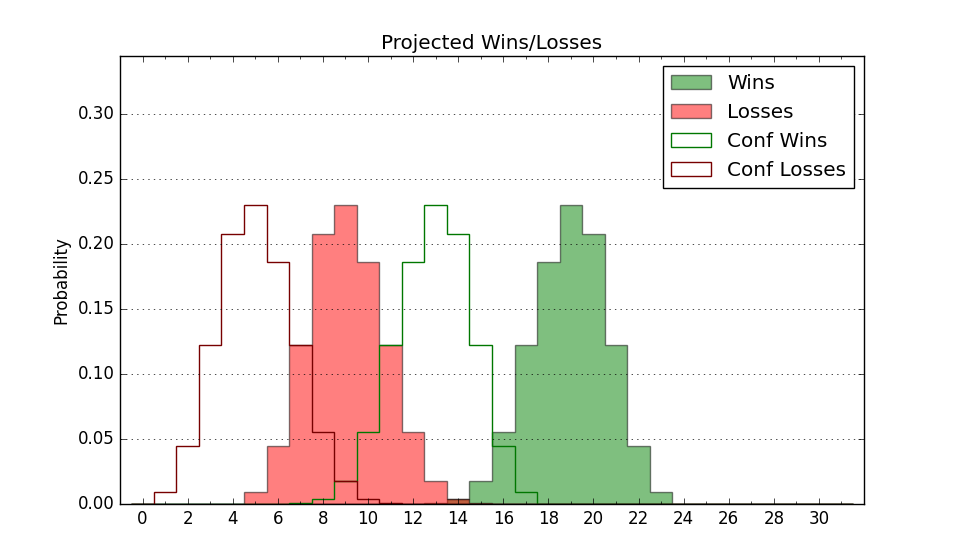 Projected Wins/Losses
Wins
Losses
Conf Wins
Conf Losses
Probability
0.30
0.25
0.20
0.15
0.10
0.05
0.00
0 2 4 6 8 10 12 14 16 18 20 22 24 26 28 30